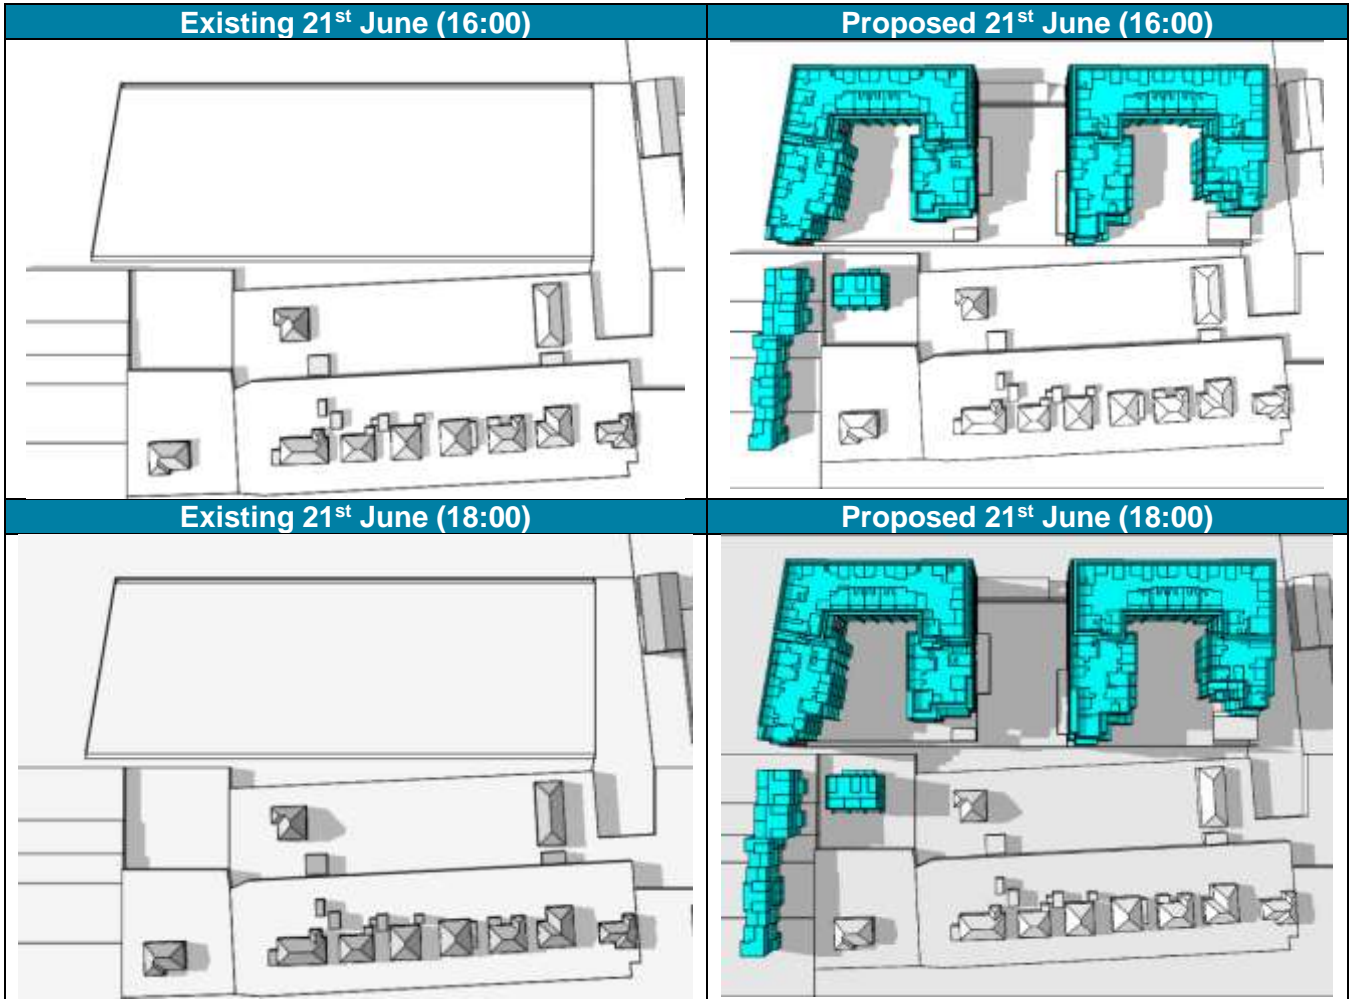 Existing 21st June (16:00)
Proposed 21st June (16:00)
Existing 21st June (18:00)
Proposed 21st June (18:00)